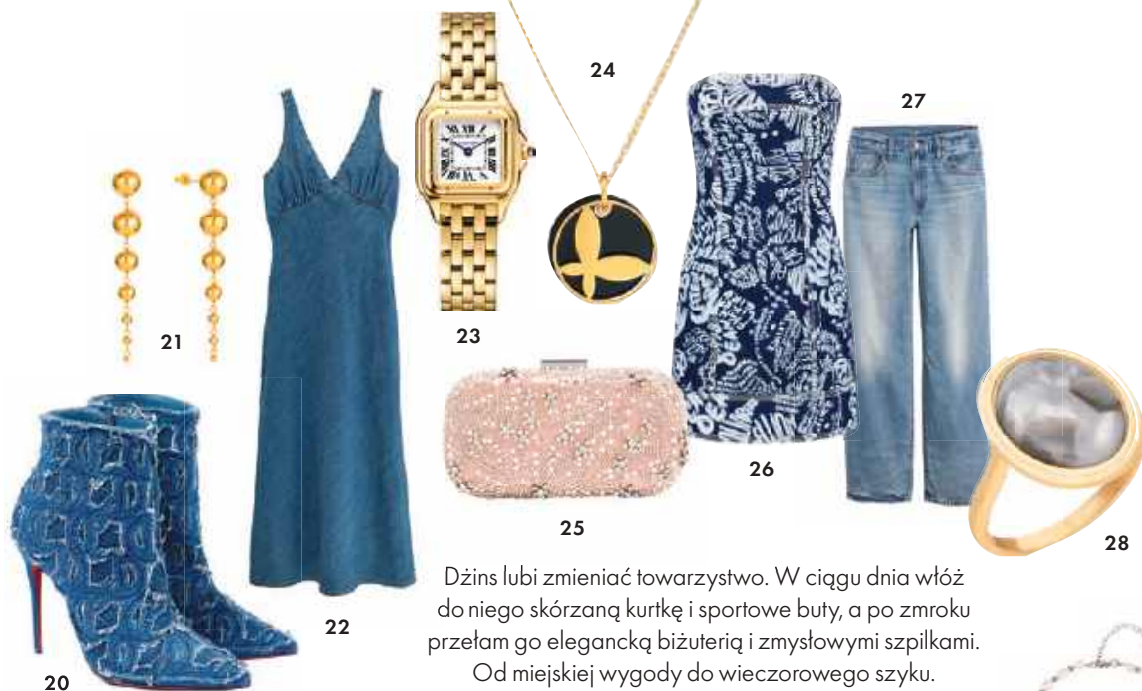 24
27
21
23
26
25
28
22
20
Dżins lubi zmieniać towarzystwo. W ciągu dnia włóż
do niego skórzaną kurtkę i sportowe buty, a po zmroku
przełam go elegancką biżuterią i zmysłowymi szpilkami.
Od miejskiej wygody do wieczorowego szyku.